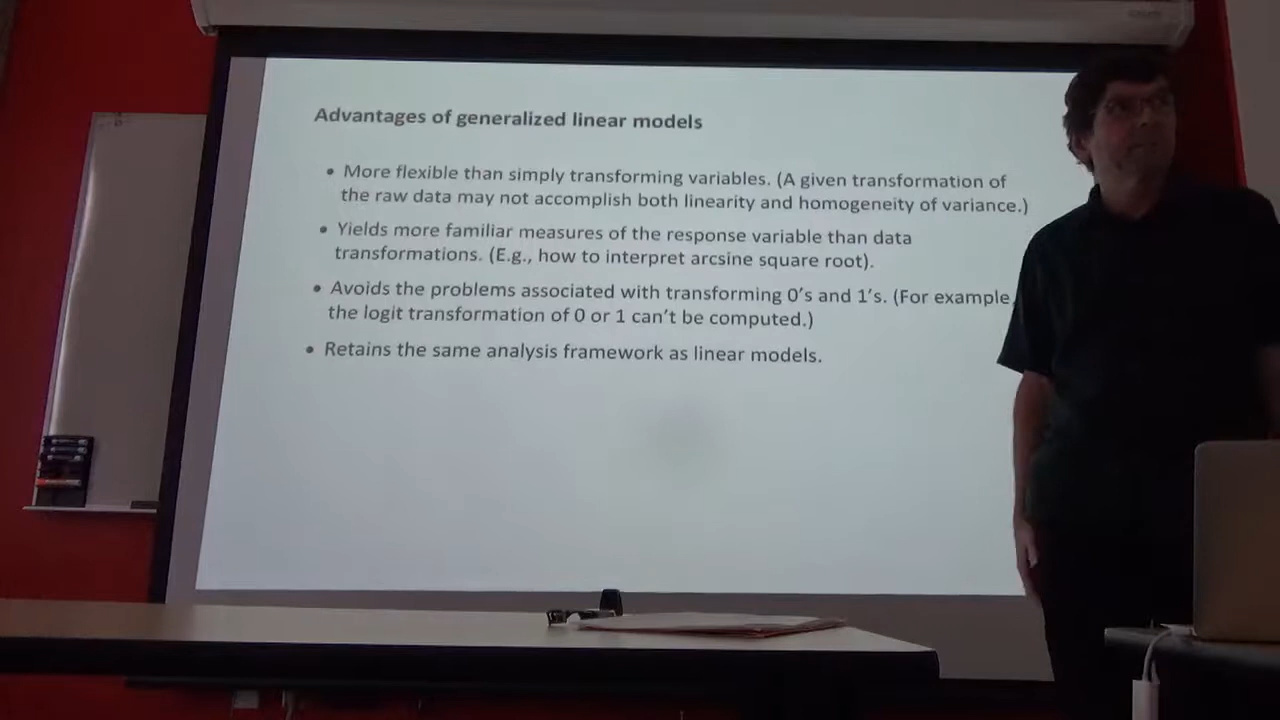 Advantages of generalized linear models
• More flexible than simply transforming variables. (A given transformation of
the raw data may not accomplish both linearity and homogeneity of variance.)
• Yields more familiar measures of the response variable than data
transformations. (E.g., how to interpret arcsine square root).
• Avoids the problems associated with transforming 0's and 1's. (For example,
the logit transformation of 0 or 1 can't be computed.)
• Retains the same analysis framework as linear models.